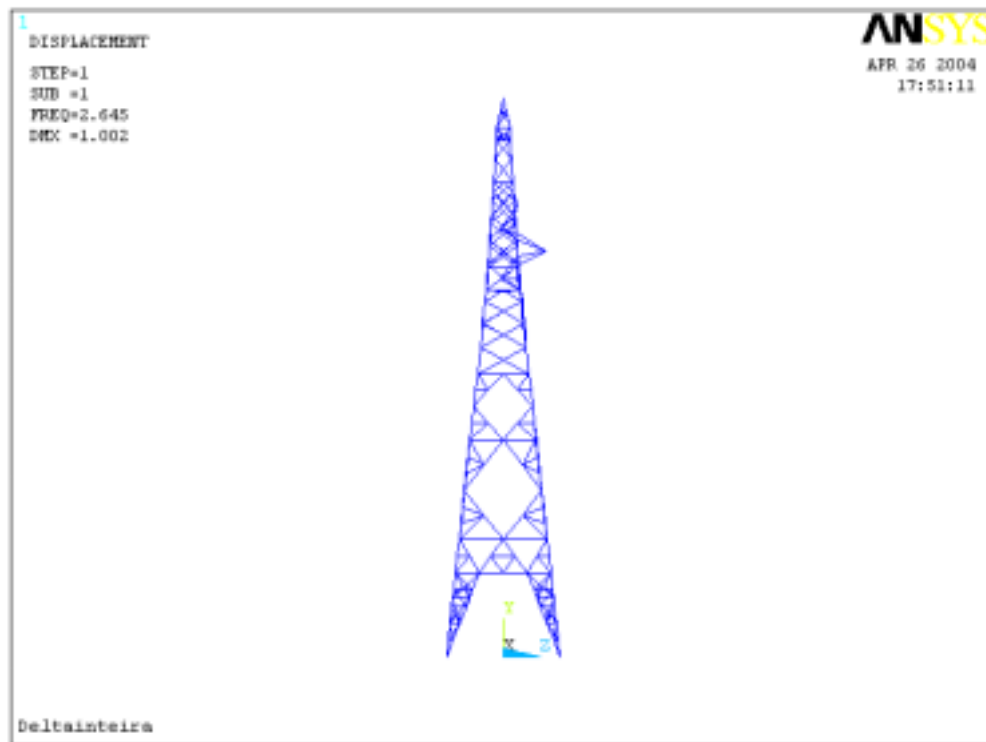 1
DISPLACEMENT
STEP=1
SUB =1
FREQ=2.645
DMX =1.002
ANSYS
APR 26 2004
17:51:11
Y
X
Z
Deltainteira